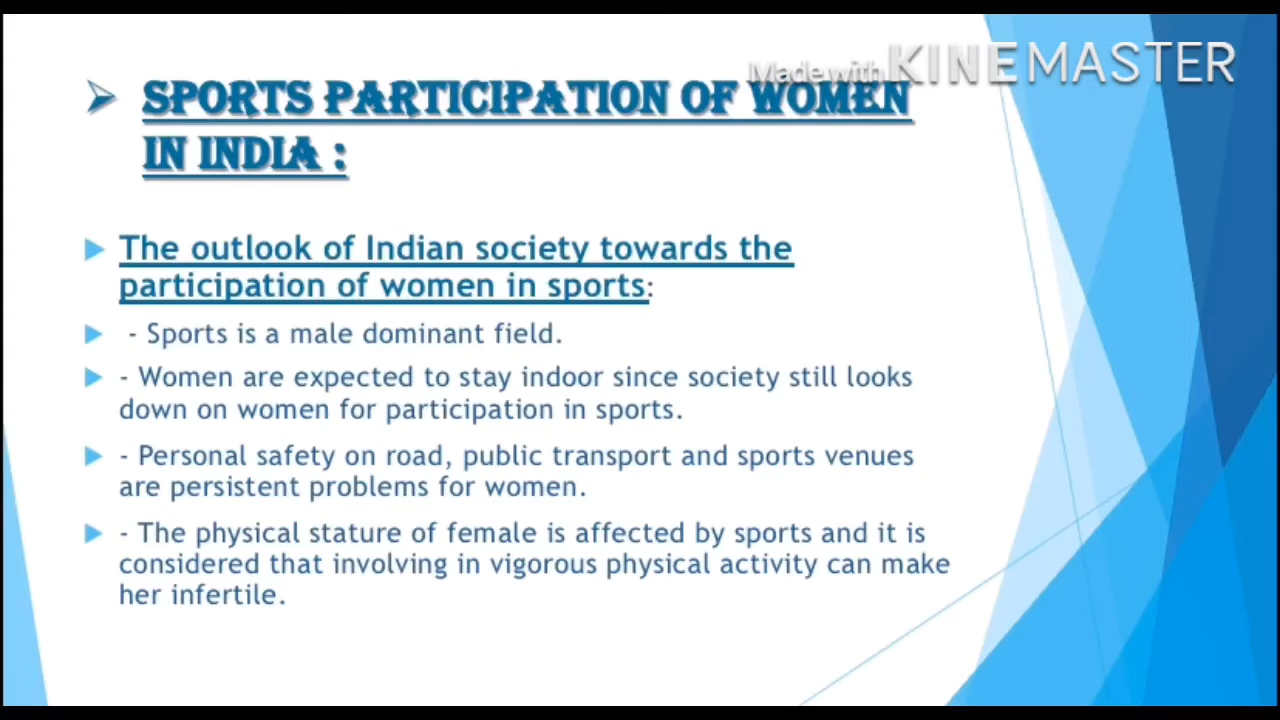 Made with KINEMASTER
➢ SPORTS PARTICIPATION OF WOMEN
IN INDIA :
▶ The outlook of Indian society towards the
participation of women in sports:
▶ - Sports is a male dominant field.
▶ - Women are expected to stay indoor since society still looks
down on women for participation in sports.
▶ - Personal safety on road, public transport and sports venues
are persistent problems for women.
▶ - The physical stature of female is affected by sports and it is
considered that involving in vigorous physical activity can make
her infertile.